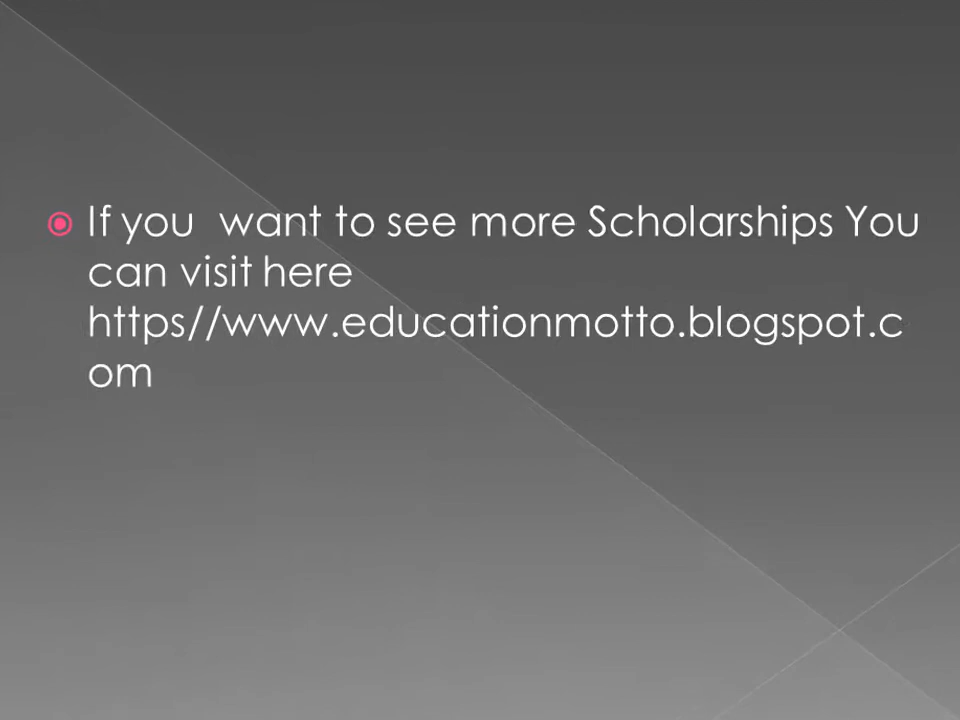 If you  want to see more Scholarships You
can visit here
https//www.educationmotto.blogspot.c
om